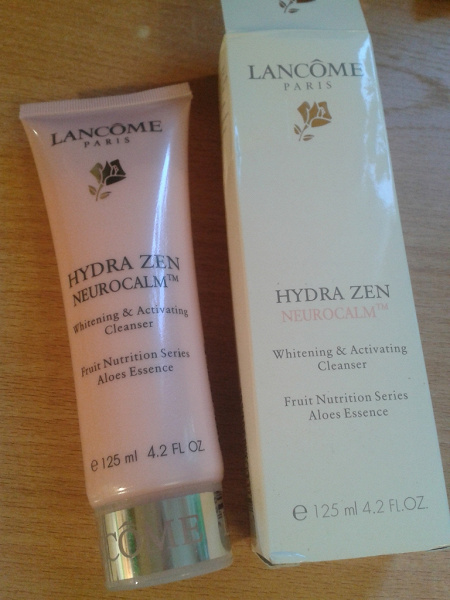 LANCÔME
PARIS
HYDRA ZEN
NEUROCALM™
Whitening & Activating
Cleanser
Fruit Nutrition Series
Aloes Essence
℮ 125 ml 4.2 FL OZ.
CÔME
LANCÔME
PARIS
HYDRA ZEN
NEUROCALM™
Whitening & Activating
Cleanser
Fruit Nutrition Series
Aloes Essence
℮ 125 ml 4.2 FL.OZ.